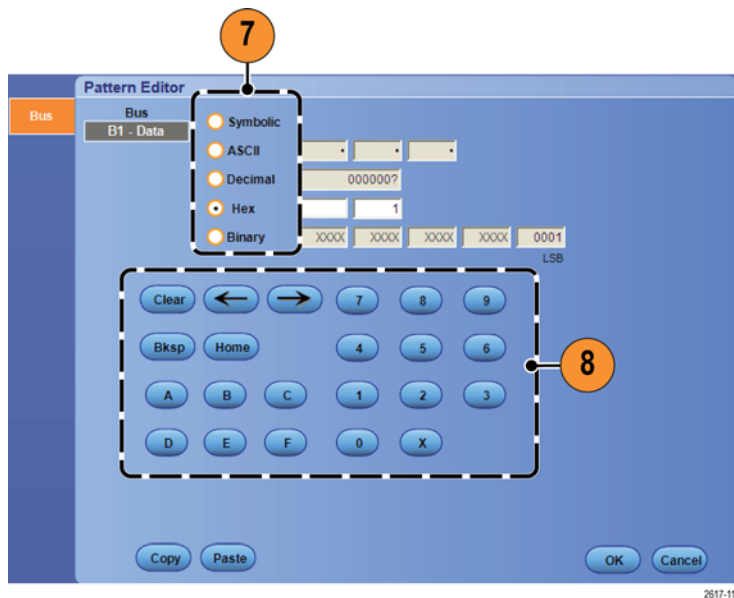 7
Pattern Editor
Bus
Bus
B1 - Data
Symbolic
ASCII
Decimal 000000?
Hex 1
Binary XXXX XXXX XXXX XXXX 0001
LSB
Clear 7 8 9
Bksp Home 4 5 6
8
A B C 1 2 3
D E F 0 X
Copy Paste OK Cancel
2617-11